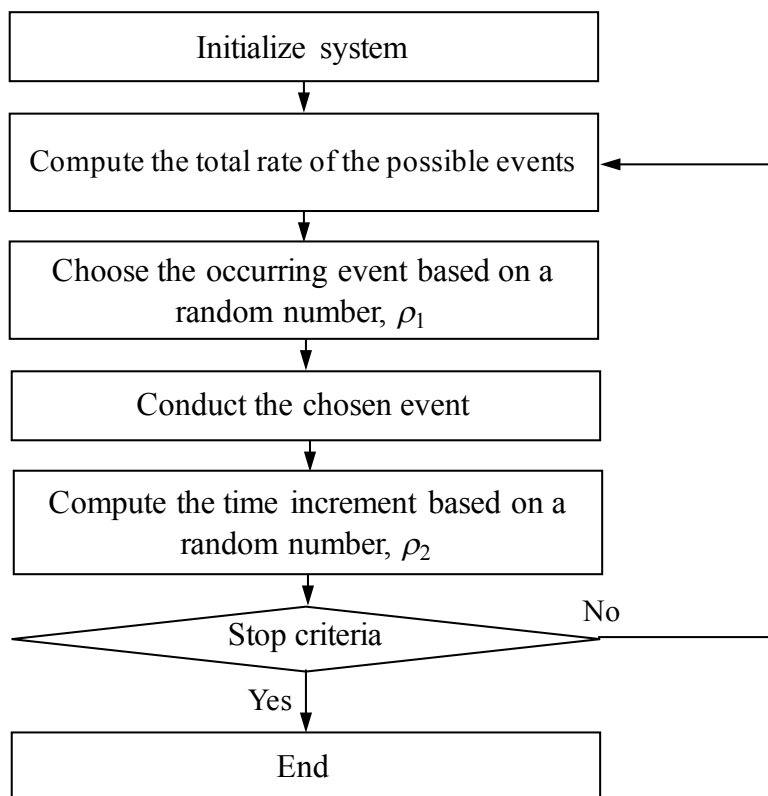 Initialize system
Compute the total rate of the possible events
Choose the occurring event based on a
random number, ρ1
Conduct the chosen event
Compute the time increment based on a
random number, ρ2
Stop criteria
No
Yes
End